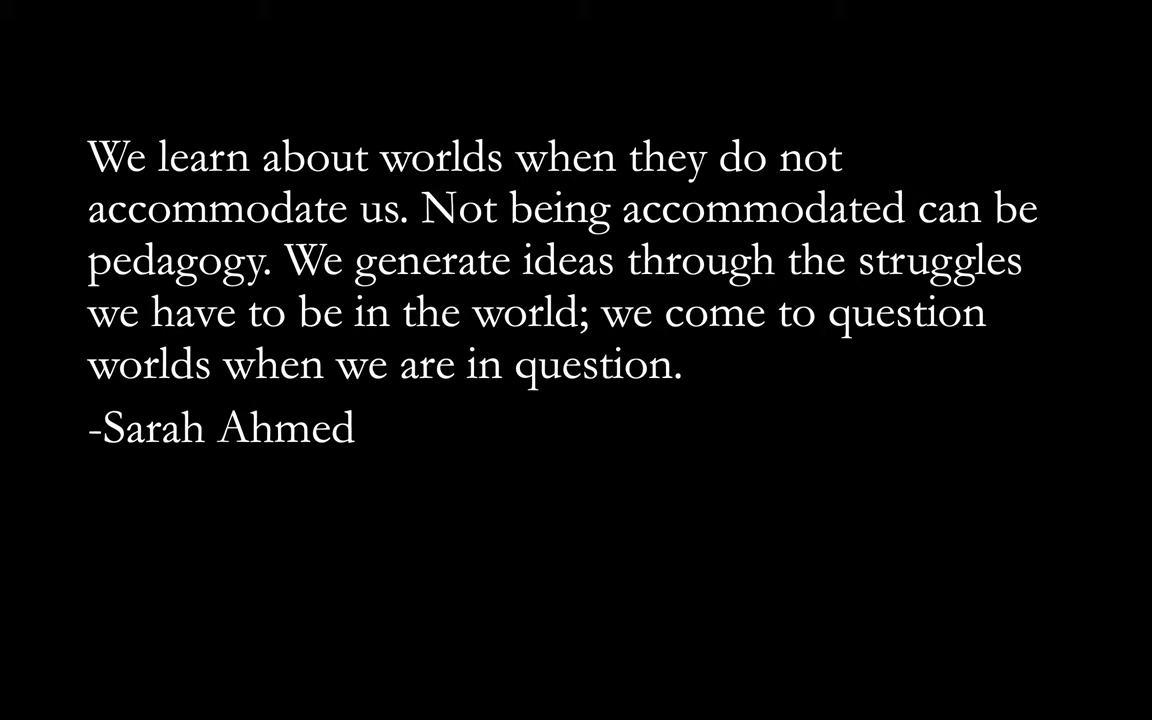 We learn about worlds when they do not
accommodate us. Not being accommodated can be
pedagogy. We generate ideas through the struggles
we have to be in the world; we come to question
worlds when we are in question.
-Sarah Ahmed